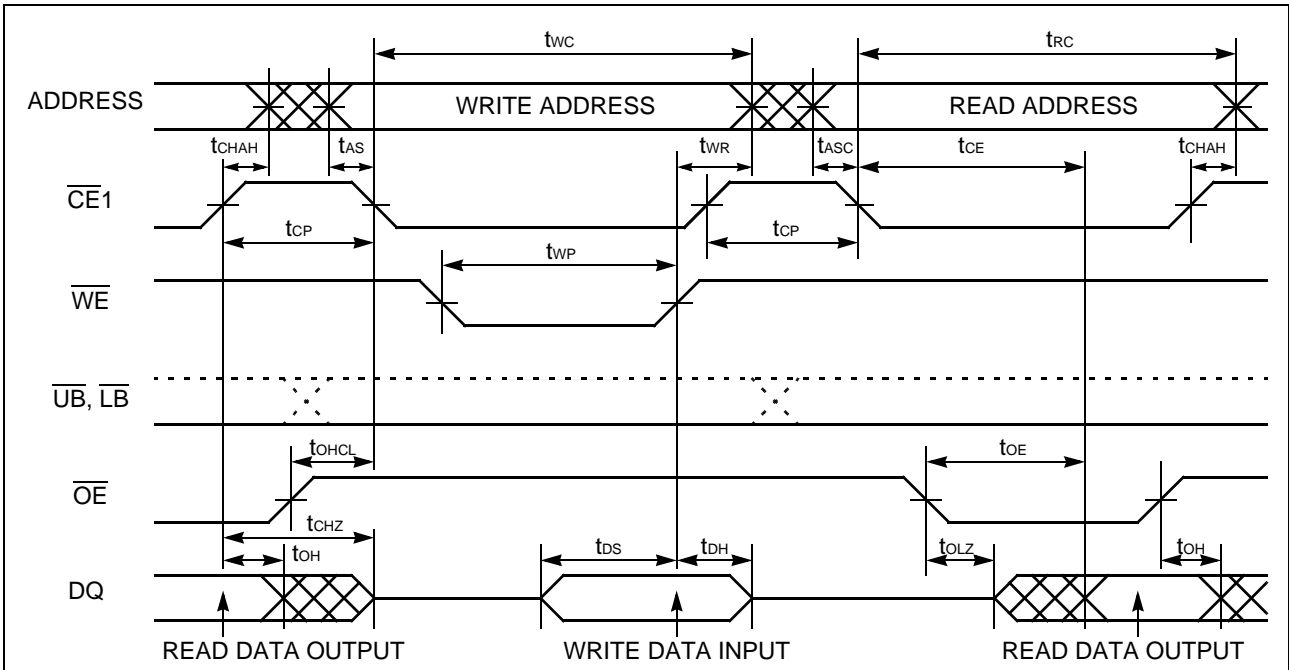 tWC tRC
ADDRESS WRITE ADDRESS READ ADDRESS
tCHAH tAS tWR tASC tCE tCHAH
CE1
tCP tCP
tWP
WE
UB, LB
tOHCL tOE
OE
tCHZ
tOH tDS tDH tOLZ tOH
DQ
READ DATA OUTPUT WRITE DATA INPUT READ DATA OUTPUT